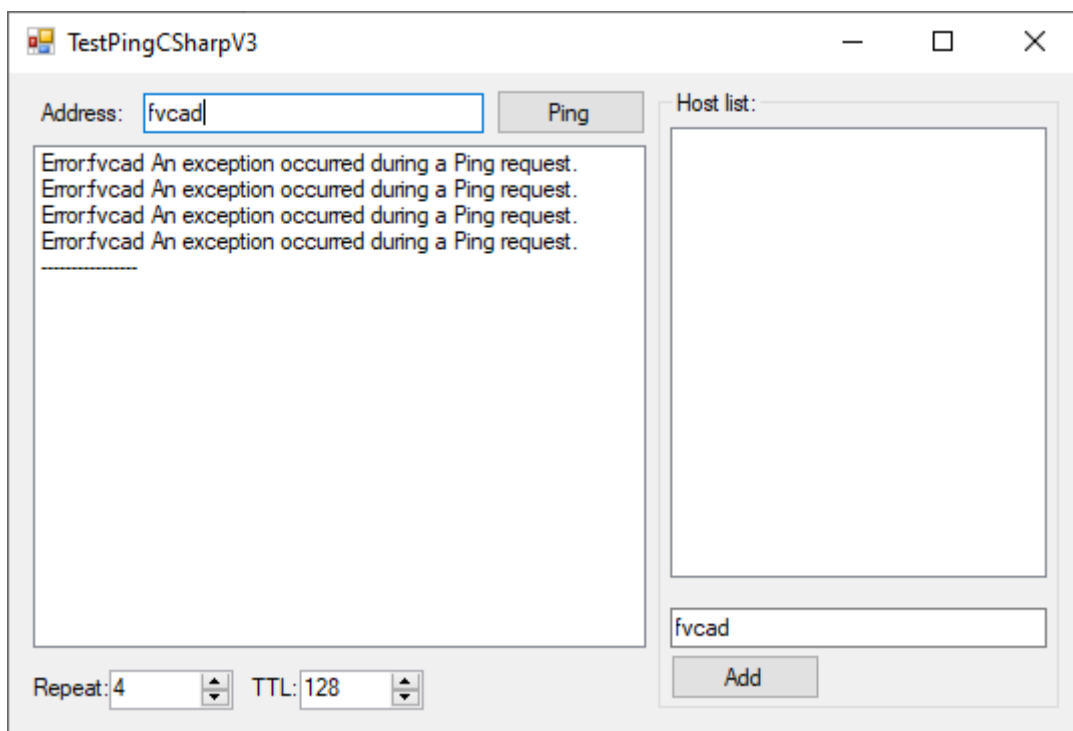 TestPingCSharpV3
Address: fvcad Ping
Error:fvcad An exception occurred during a Ping request.
Error:fvcad An exception occurred during a Ping request.
Error:fvcad An exception occurred during a Ping request.
Error:fvcad An exception occurred during a Ping request.
----------------
Repeat: 4 TTL: 128
Host list:
fvcad
Add